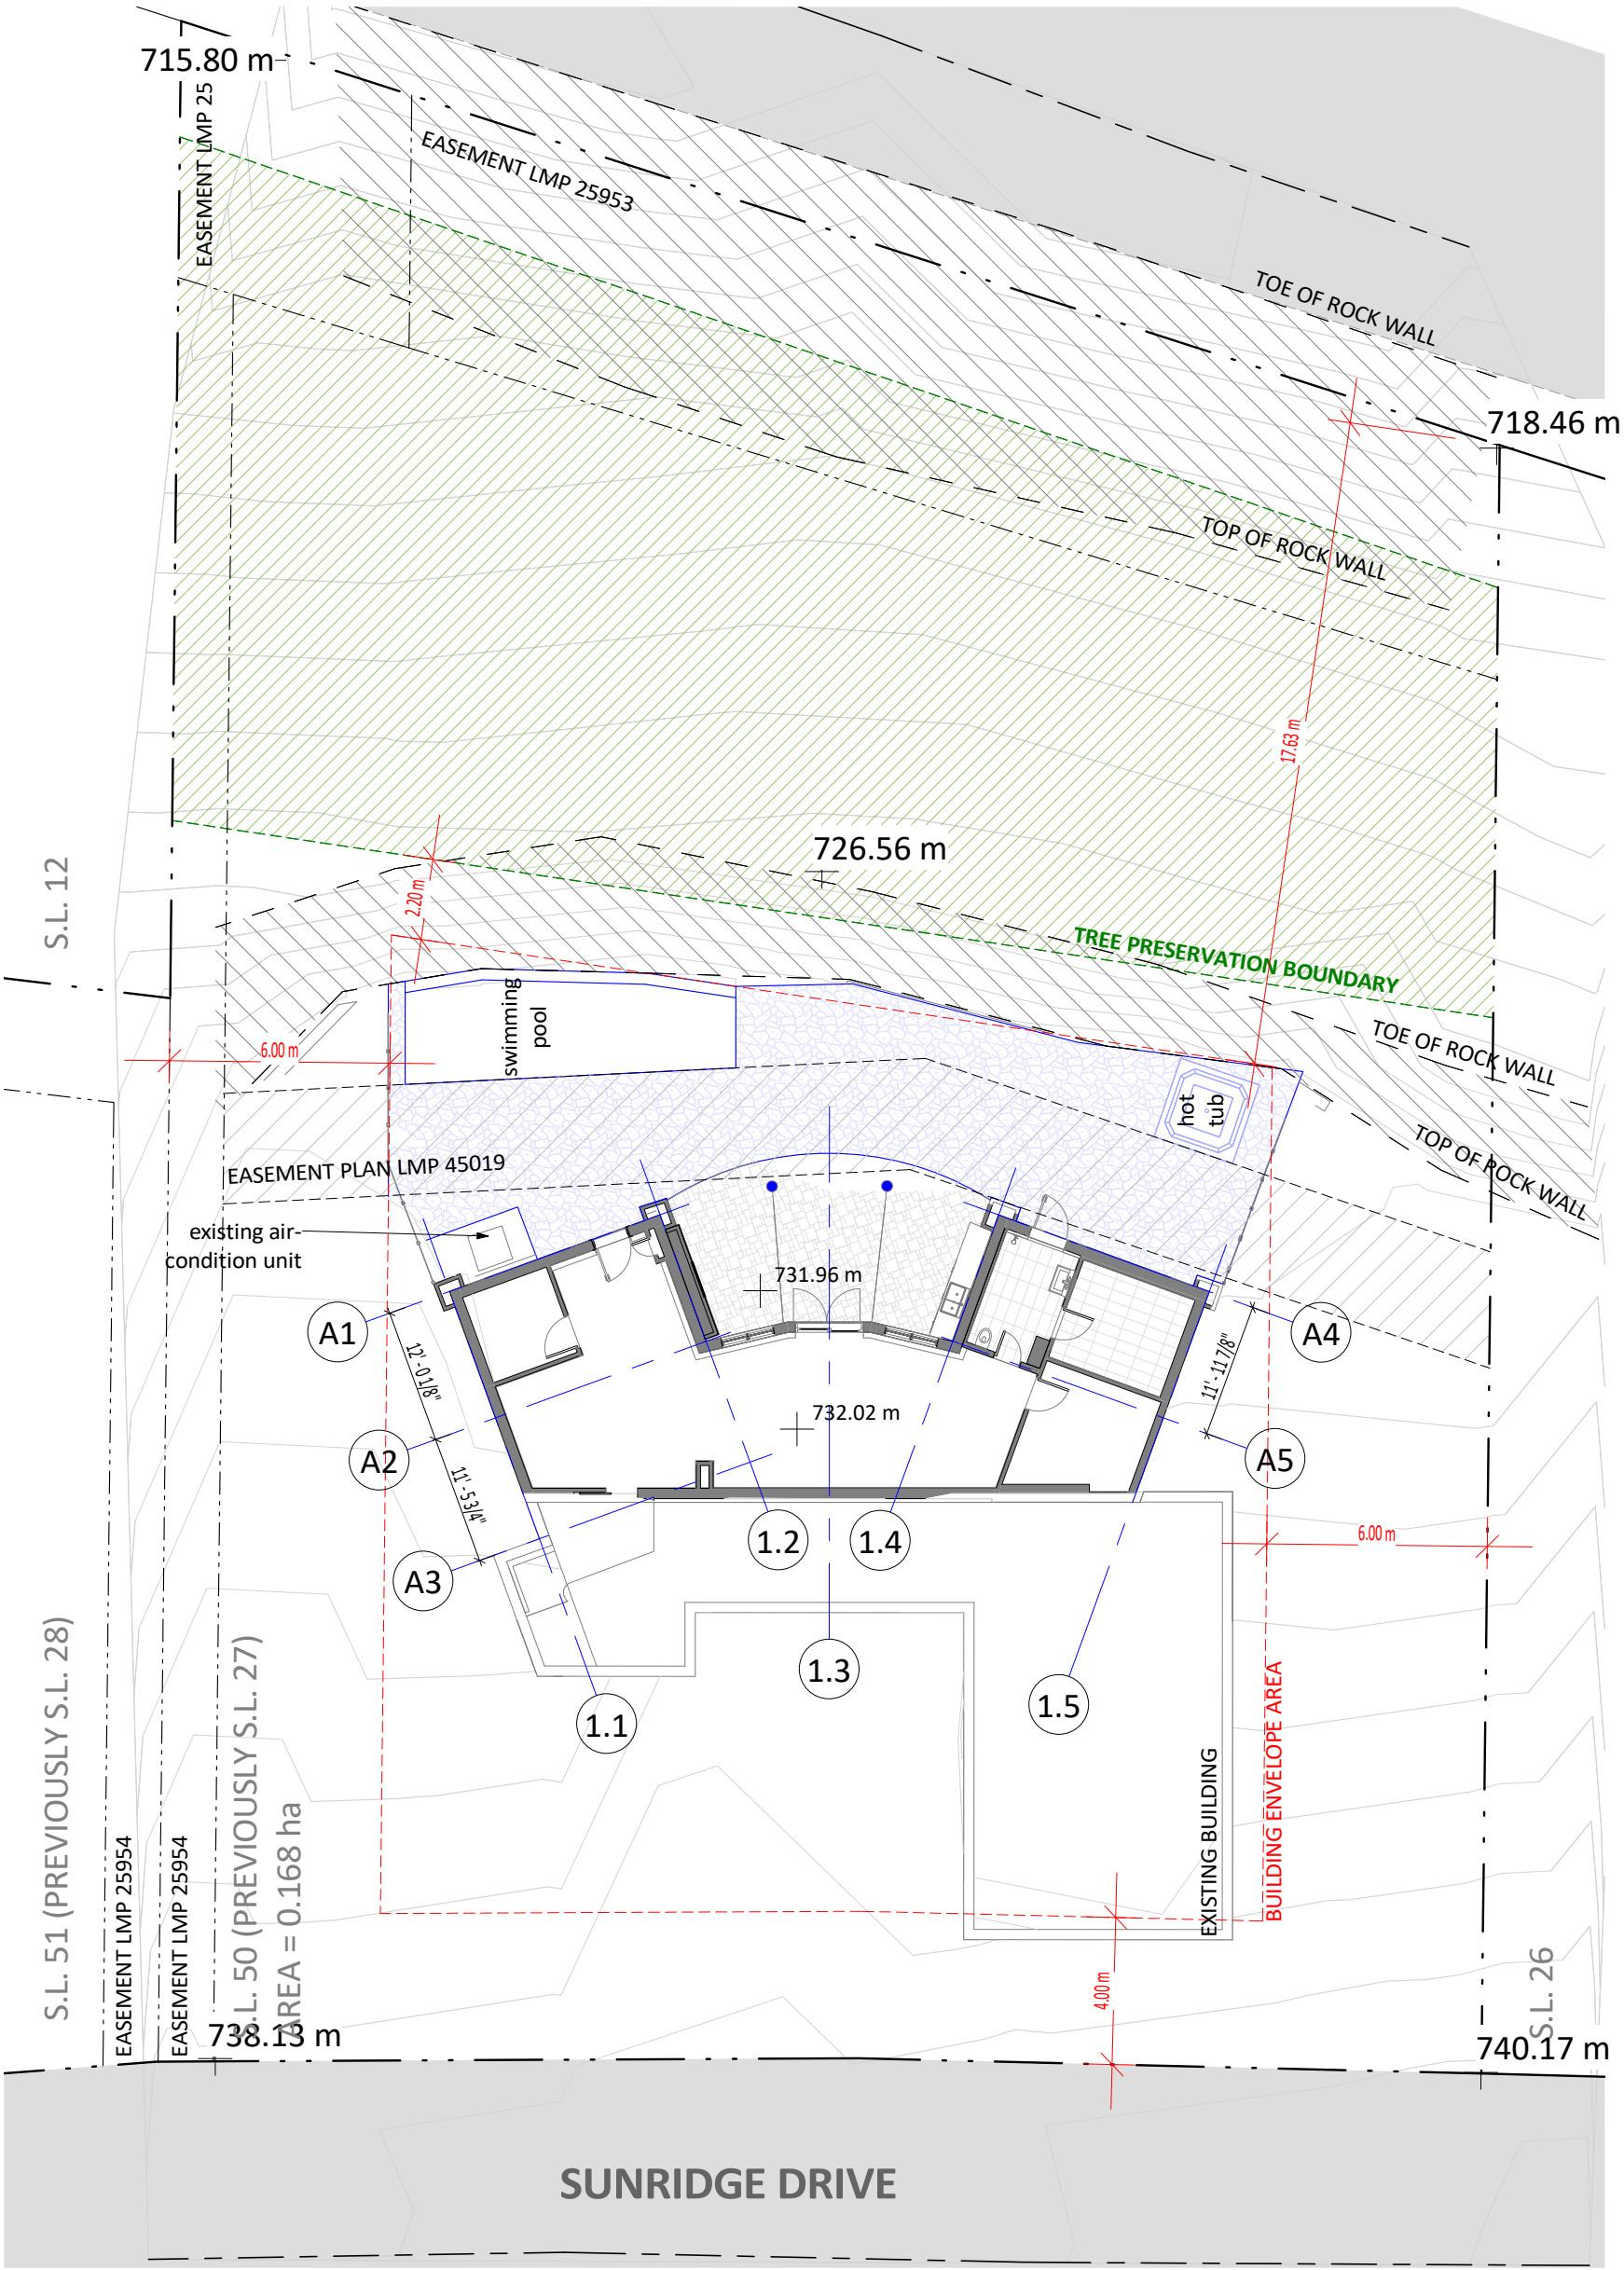 715.80 m
EASEMENT LMP 25
EASEMENT LMP 25953
TOE OF ROCK WALL
718.46 m
TOP OF ROCK WALL
17.63 m
S.L. 12
726.56 m
2.20 m
TREE PRESERVATION BOUNDARY
swimming
pool
TOE OF ROCK WALL
6.00 m
hot
tub
TOP OF ROCK WALL
EASEMENT PLAN LMP 45019
existing air-
condition unit
731.96 m
A1
A4
12'-0 1/8"
11'-11 7/8"
732.02 m
A2
A5
11'-5 3/4"
1.2
1.4
6.00 m
A3
1.3
1.5
1.1
S.L. 51 (PREVIOUSLY S.L. 28)
EASEMENT LMP 25954
EASEMENT LMP 25954
S.L. 50 (PREVIOUSLY S.L. 27)
AREA = 0.168 ha
EXISTING BUILDING
BUILDING ENVELOPE AREA
4.00 m
S.L. 26
738.13 m
740.17 m
SUNRIDGE DRIVE